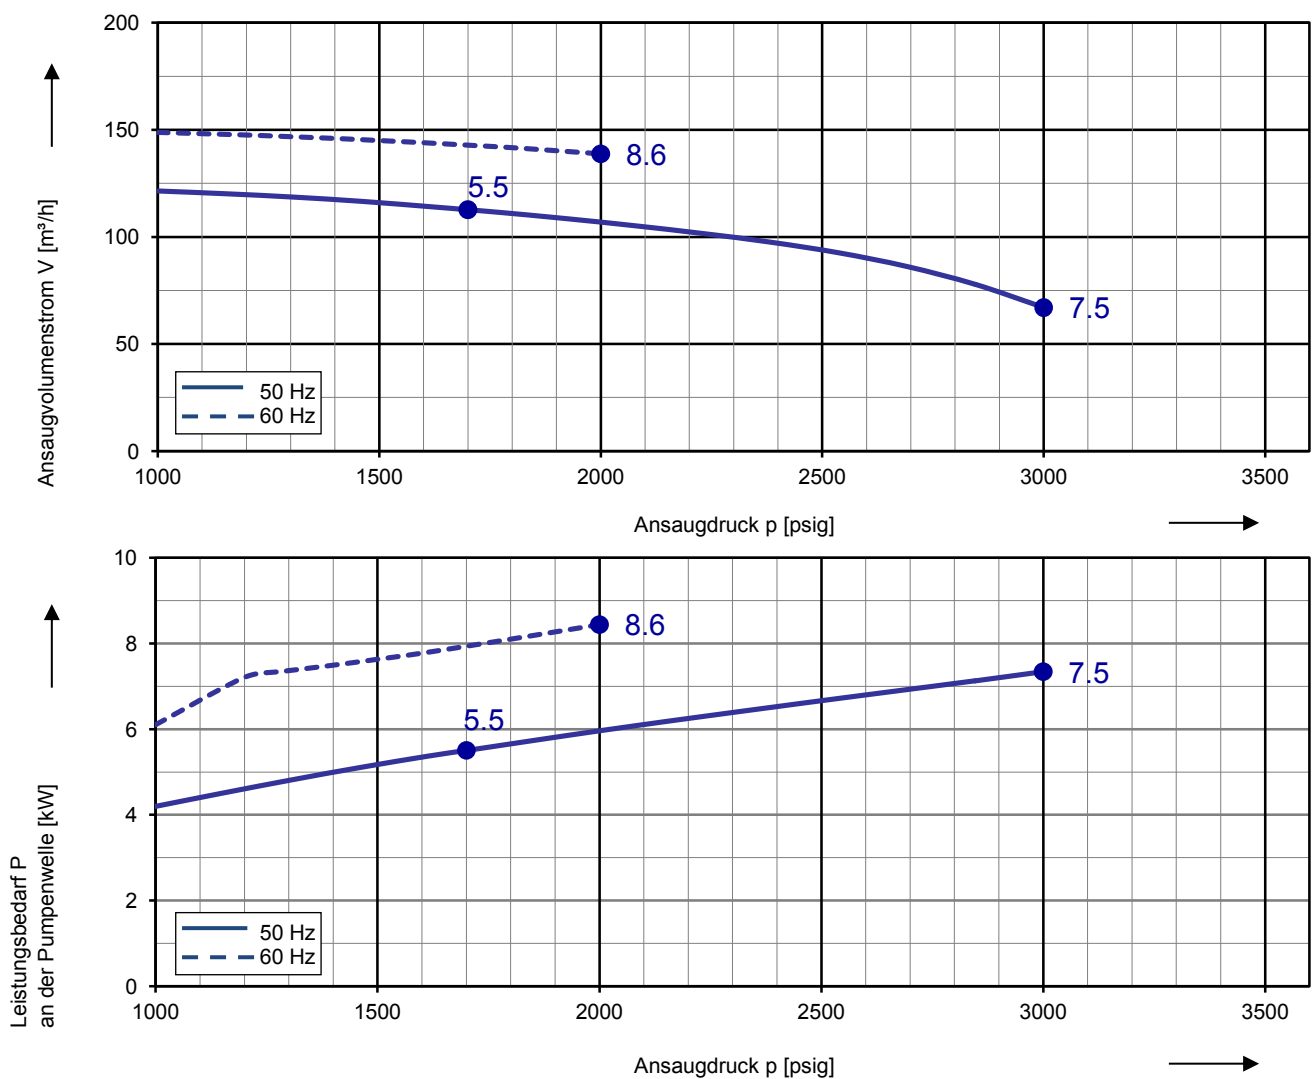 200
150
100
50
0
8.6
5.5
7.5
50 Hz
60 Hz
1000 1500 2000 2500 3000 3500
Ansaugvolumenstrom V [m³/h]
Ansaugdruck p [psig]
10
8
6
4
2
0
8.6
7.5
5.5
50 Hz
60 Hz
1000 1500 2000 2500 3000 3500
Leistungsbedarf P
an der Pumpenwelle [kW]
Ansaugdruck p [psig]